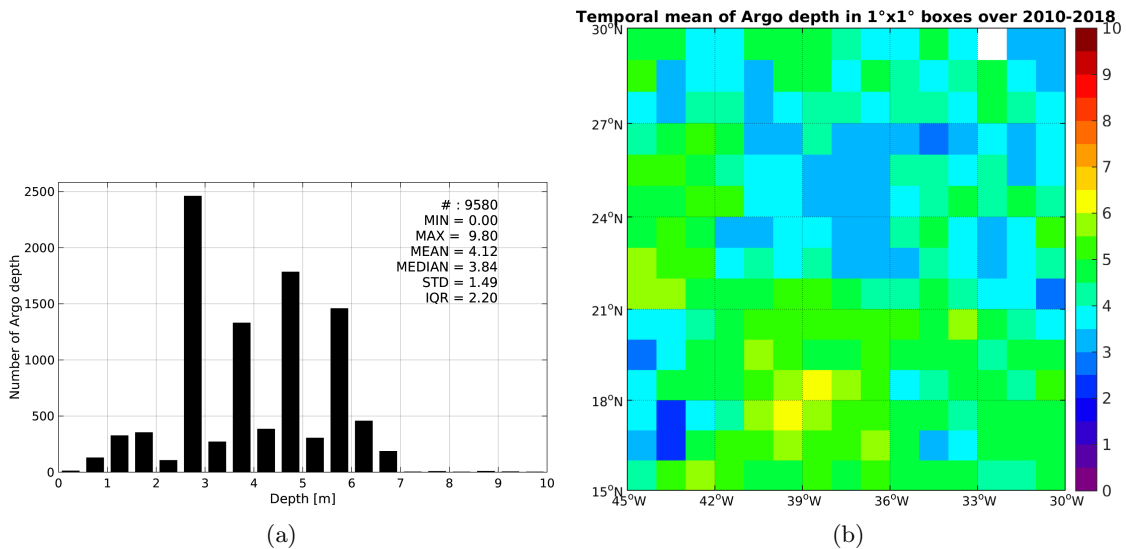 Temporal mean of Argo depth in 1°x1° boxes over 2010-2018
2500
2000
1500
1000
500
0
Number of Argo depth
# : 9580
MIN = 0.00
MAX = 9.80
MEAN = 4.12
MEDIAN = 3.84
STD = 1.49
IQR = 2.20
0 1 2 3 4 5 6 7 8 9 10
Depth [m]
(a)
30°N
27°N
24°N
21°N
18°N
15°N
45°W 42°W 39°W 36°W 33°W 30°W
10
9
8
7
6
5
4
3
2
1
0
(b)